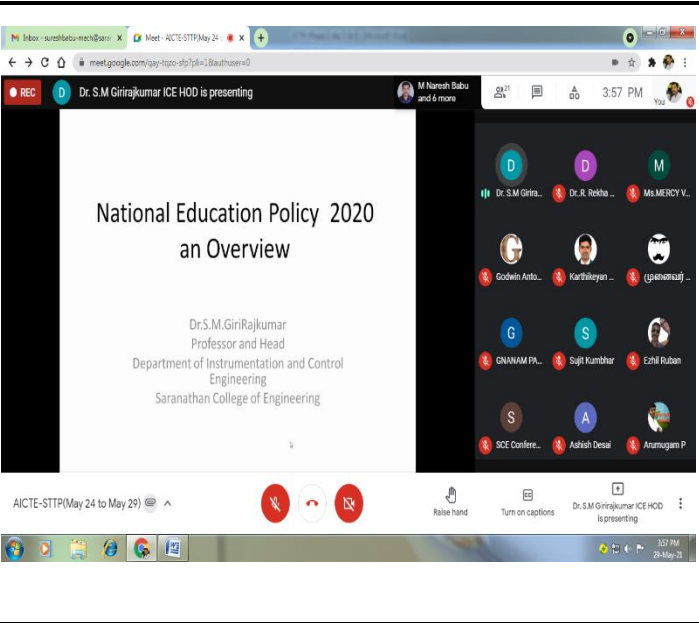 Inbox - sureshbabu-mech@sara
Meet - AICTE-STTP(May 24
meet.google.com/qay-tqzo-sfp?pli=1&authuser=0
REC
D
Dr. S.M Girirajkumar ICE HOD is presenting
M Naresh Babu
and 6 more
21
3:57 PM
You
National Education Policy 2020
an Overview
Dr.S.M.GiriRajkumar
Professor and Head
Department of Instrumentation and Control
Engineering
Saranathan College of Engineering
D
D
M
Dr. S.M Girira...
Dr..R. Rekha ...
Ms.MERCY V...
G
Godwin Anto...
Karthikeyan ...
முனைவர் ...
G
S
GNANAM PA...
Sujit Kumbhar
Ezhil Ruban
S
A
SCE Confere...
Ashish Desai
Arumugam P
AICTE-STTP(May 24 to May 29)
Raise hand
CC
Turn on captions
Dr. S.M Girirajkumar ICE HOD
is presenting
3:57 PM
29-May-21